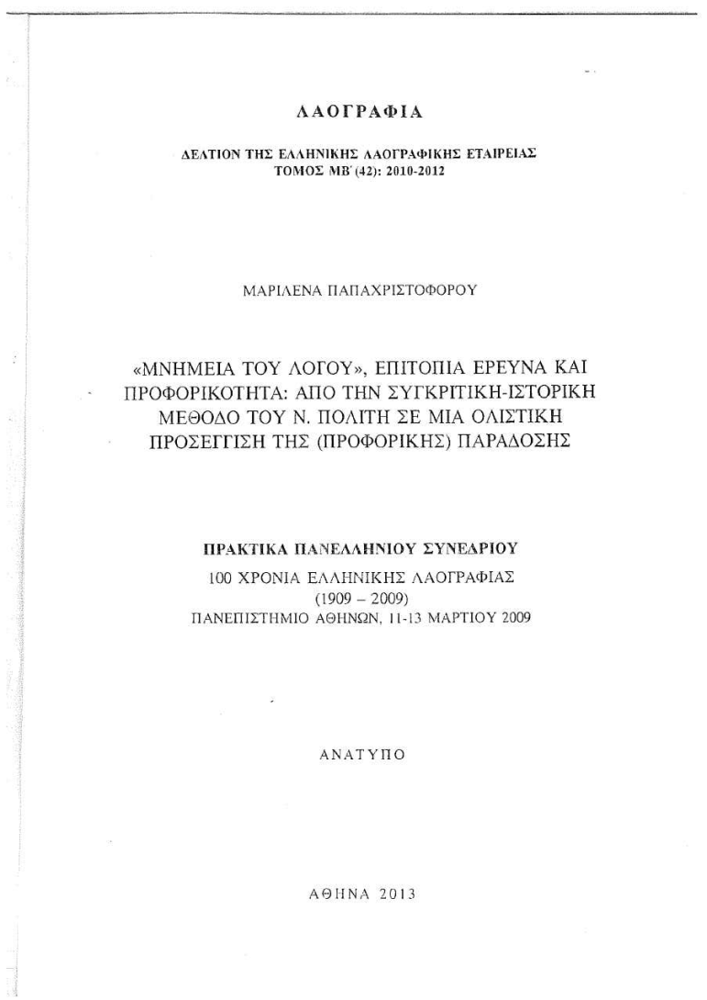 ΛΑΟΓΡΑΦΙΑ
ΔΕΛΤΙΟΝ ΤΗΣ ΕΛΛΗΝΙΚΗΣ ΛΑΟΓΡΑΦΙΚΗΣ ΕΤΑΙΡΕΙΑΣ
ΤΟΜΟΣ ΜΒ΄ (42): 2010-2012
ΜΑΡΙΛΕΝΑ ΠΑΠΑΧΡΙΣΤΟΦΟΡΟΥ
«ΜΝΗΜΕΙΑ ΤΟΥ ΛΟΓΟΥ», ΕΠΙΤΟΠΙΑ ΕΡΕΥΝΑ ΚΑΙ
ΠΡΟΦΟΡΙΚΟΤΗΤΑ: ΑΠΟ ΤΗΝ ΣΥΓΚΡΙΤΙΚΗ-ΙΣΤΟΡΙΚΗ
ΜΕΘΟΔΟ ΤΟΥ Ν. ΠΟΛΙΤΗ ΣΕ ΜΙΑ ΟΛΙΣΤΙΚΗ
ΠΡΟΣΕΓΓΙΣΗ ΤΗΣ (ΠΡΟΦΟΡΙΚΗΣ) ΠΑΡΑΔΟΣΗΣ
ΠΡΑΚΤΙΚΑ ΠΑΝΕΛΛΗΝΙΟΥ ΣΥΝΕΔΡΙΟΥ
100 ΧΡΟΝΙΑ ΕΛΛΗΝΙΚΗΣ ΛΑΟΓΡΑΦΙΑΣ
(1909 – 2009)
ΠΑΝΕΠΙΣΤΗΜΙΟ ΑΘΗΝΩΝ, 11-13 ΜΑΡΤΙΟΥ 2009
ΑΝΑΤΥΠΟ
ΑΘΗΝΑ 2013